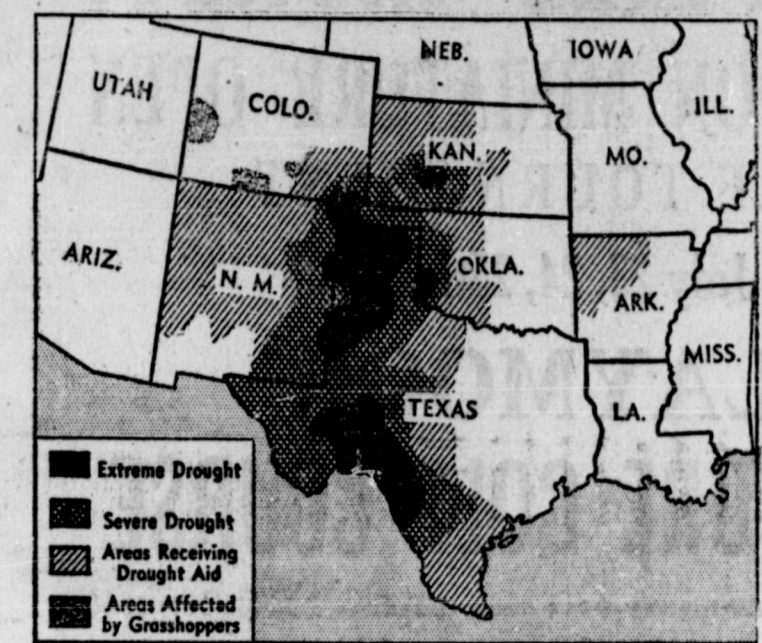 NEB.
IOWA
UTAH
COLO.
ILL.
KAN.
MO.
ARIZ.
N. M.
OKLA.
ARK.
MISS.
TEXAS
LA.
Extreme Drought
Severe Drought
Areas Receiving
Drought Aid
Areas Affected
by Grasshoppers